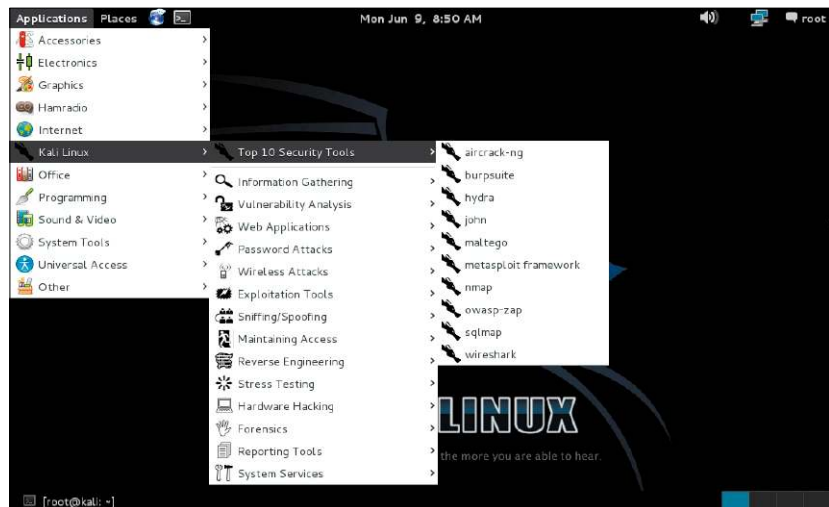 Applications Places Mon Jun 9, 8:50 AM root
Accessories
Electronics
Graphics
Hamradio
Internet
Kali Linux
Office
Programming
Sound & Video
System Tools
Universal Access
Other
Top 10 Security Tools
Information Gathering
Vulnerability Analysis
Web Applications
Password Attacks
Wireless Attacks
Exploitation Tools
Sniffing/Spoofing
Maintaining Access
Reverse Engineering
Stress Testing
Hardware Hacking
Forensics
Reporting Tools
System Services
aircrack-ng
burpsuite
hydra
john
maltego
metasploit framework
nmap
owasp-zap
sqlmap
wireshark
LINUX
the more you are able to hear.
[root@kali: ~]